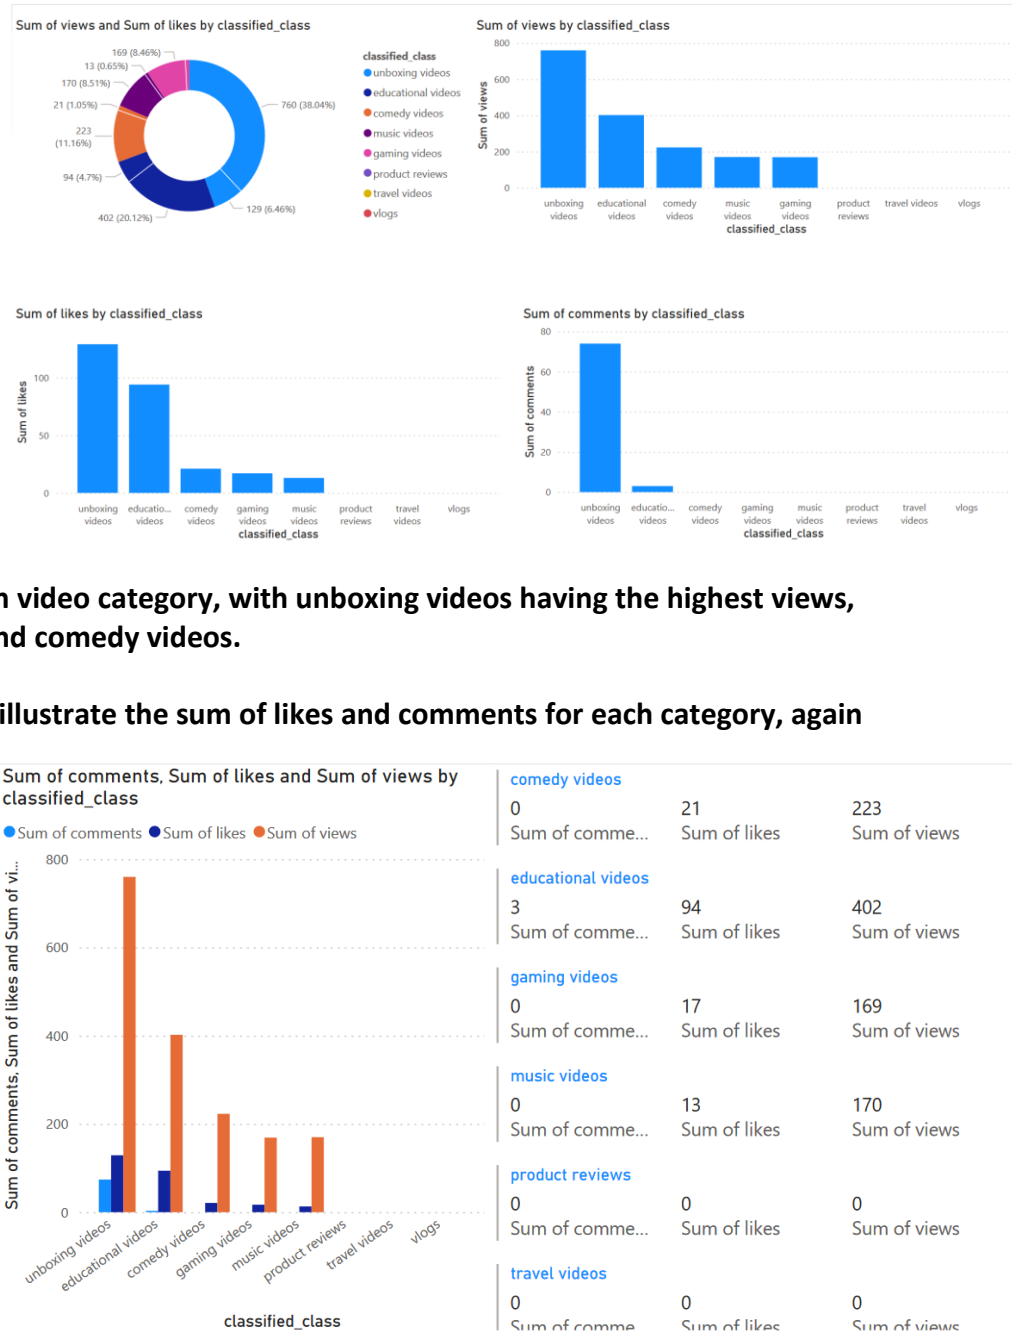 Sum of views and Sum of likes by classified_class
169 (8.46%)
13 (0.65%)
170 (8.51%)
21 (1.05%)
223
(11.16%)
94 (4.7%)
402 (20.12%)
760 (38.04%)
129 (6.46%)
classified_class
unboxing videos
educational videos
comedy videos
music videos
gaming videos
product reviews
travel videos
vlogs
Sum of views by classified_class
Sum of views
800
600
400
200
0
unboxing videos
educational videos
comedy videos
music videos
gaming videos
product reviews
travel videos
vlogs
classified_class
Sum of likes by classified_class
Sum of likes
100
50
0
unboxing videos
educatio... videos
comedy videos
gaming videos
music videos
product reviews
travel videos
vlogs
classified_class
Sum of comments by classified_class
Sum of comments
80
60
40
20
0
unboxing videos
educatio... videos
comedy videos
gaming videos
music videos
product reviews
travel videos
vlogs
classified_class
video category, with unboxing videos having the highest views,
nd comedy videos.
illustrate the sum of likes and comments for each category, again
Sum of comments, Sum of likes and Sum of views by
classified_class
Sum of comments Sum of likes Sum of views
Sum of comments, Sum of likes and Sum of vi...
800
600
400
200
0
unboxing videos
educational videos
comedy videos
gaming videos
music videos
product reviews
travel videos
vlogs
classified_class
comedy videos
0 21 223
Sum of comme... Sum of likes Sum of views
educational videos
3 94 402
Sum of comme... Sum of likes Sum of views
gaming videos
0 17 169
Sum of comme... Sum of likes Sum of views
music videos
0 13 170
Sum of comme... Sum of likes Sum of views
product reviews
0 0 0
Sum of comme... Sum of likes Sum of views
travel videos
0 0 0
Sum of comme... Sum of likes Sum of views